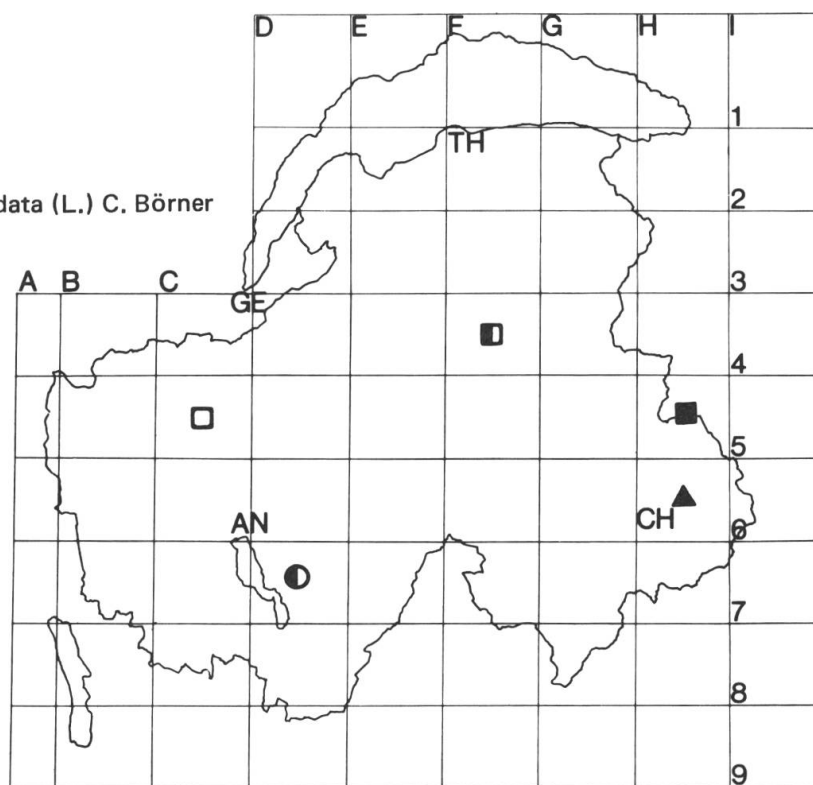 D E F G H I
1
TH
2
data (L.) C. Börner
A B C 3
GE
4
5
CH
AN 6
7
8
9